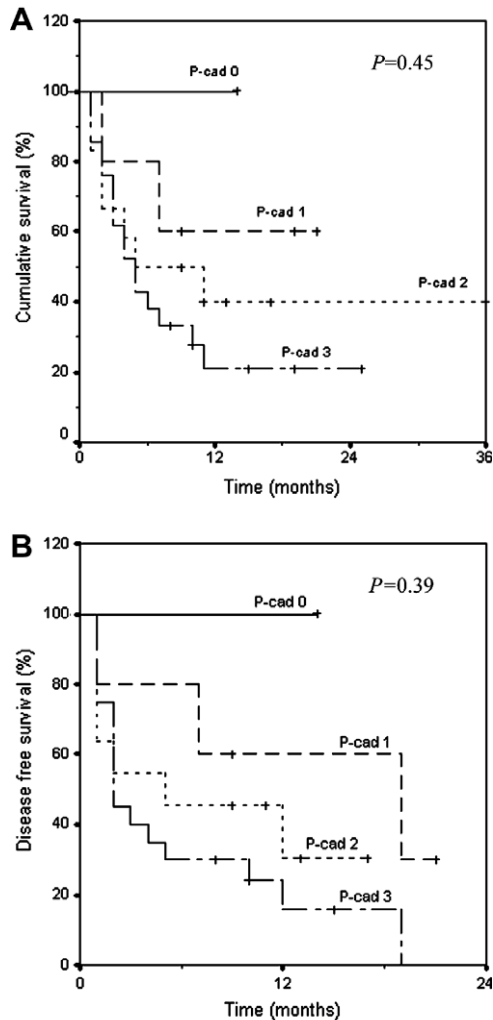 A
120
P-cad 0
P=0.45
100
80
P-cad 1
60
P-cad 2
40
P-cad 3
20
0
0
12
24
36
Cumulative survival (%)
Time (months)
B
120
P-cad 0
P=0.39
100
80
P-cad 1
60
40
P-cad 2
20
P-cad 3
0
0
12
24
Disease free survival (%)
Time (months)